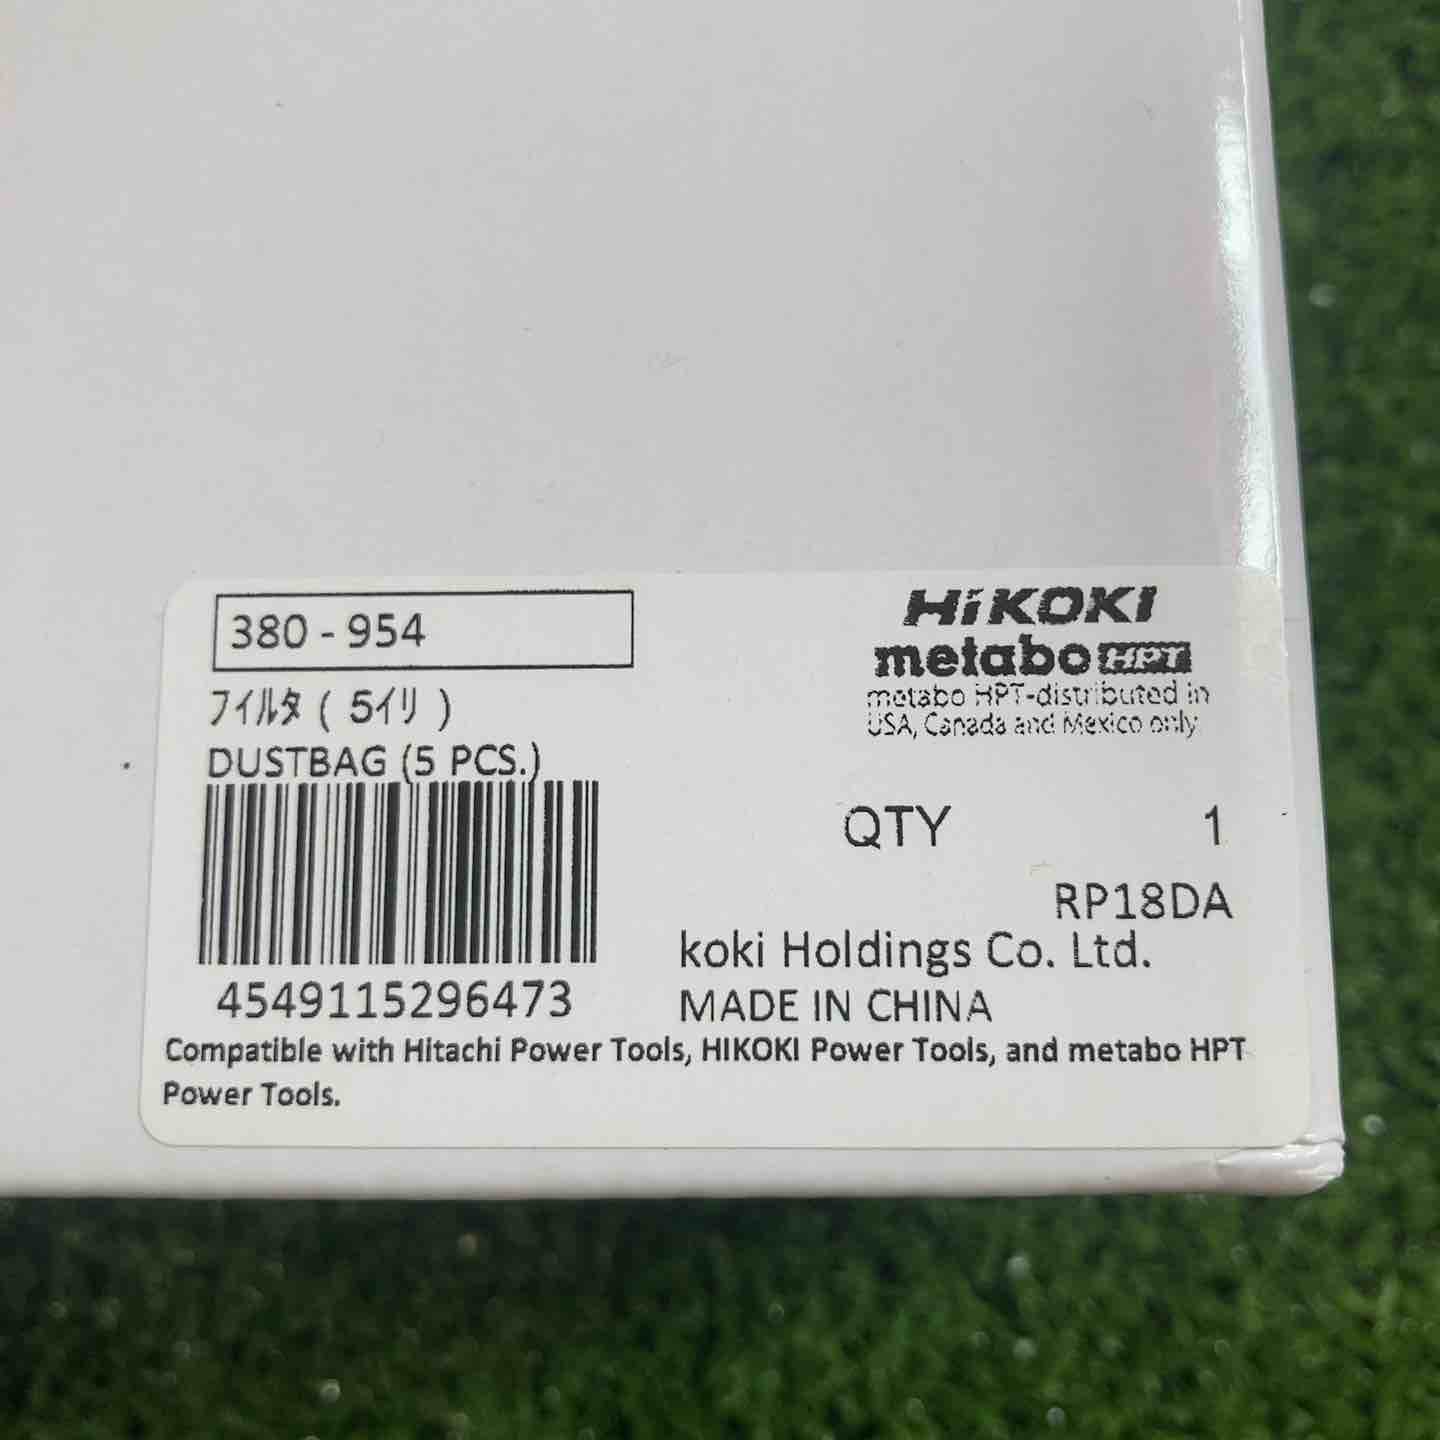 380 - 954
フィルタ ( 5イリ )
DUSTBAG (5 PCS.)
4549115296473
HiKOKI
metabo HPT
metabo HPT-distributed in
USA, Canada and Mexico only
QTY 1
RP18DA
koki Holdings Co. Ltd.
MADE IN CHINA
Compatible with Hitachi Power Tools, HIKOKI Power Tools, and metabo HPT
Power Tools.